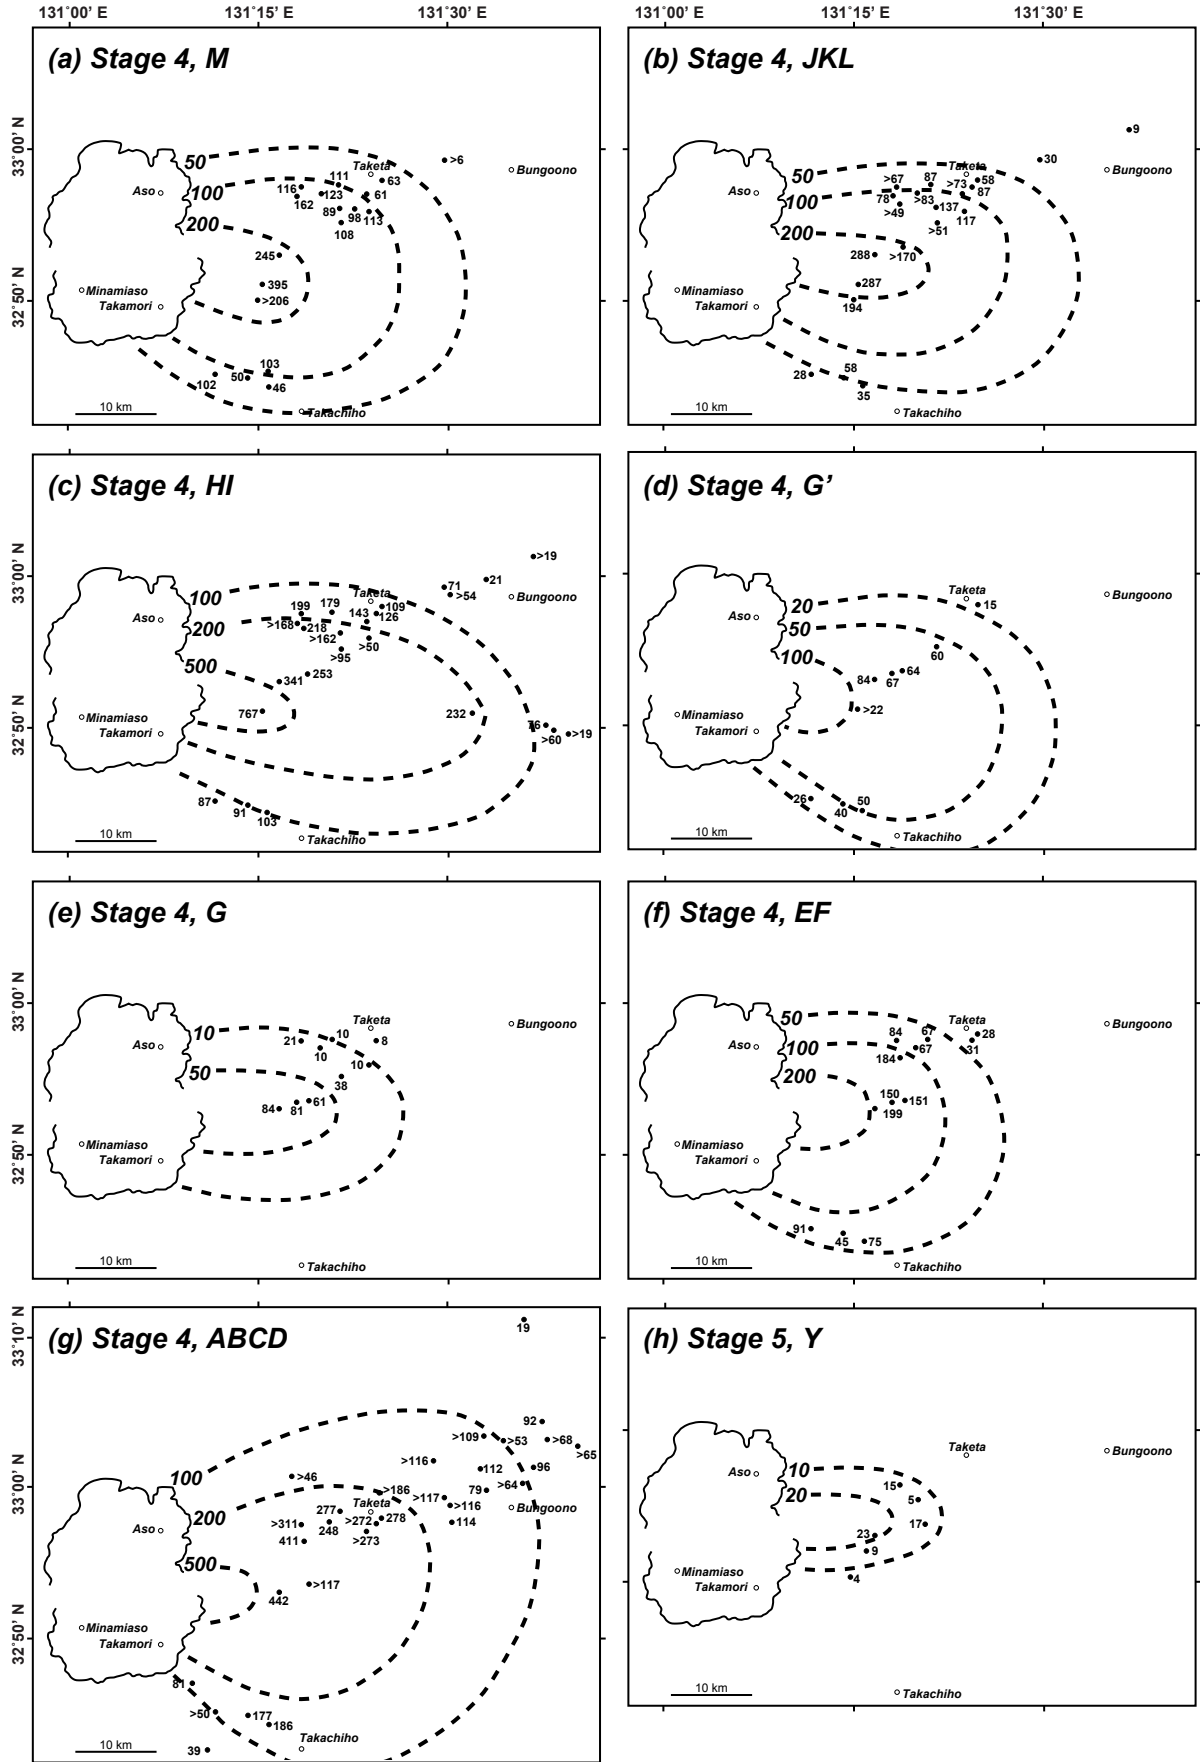 131°00' E 131°15' E 131°30' E 131°00' E 131°15' E 131°30' E
(a) Stage 4, M
33°00' N
32°50' N
50
100
200
Aso
Minamiaso
Takamori
Taketa
Bungoono
Takachiho
>6
111
116
123
63
61
162
89
98
113
108
245
395
>206
103
102
50
46
10 km
(b) Stage 4, JKL
50
100
200
Aso
Minamiaso
Takamori
Taketa
Bungoono
Takachiho
9
30
87
>67
>73
58
87
78
>83
>49
137
117
>51
288
>170
287
194
28
58
35
10 km
(c) Stage 4, HI
33°00' N
32°50' N
100
200
500
Aso
Minamiaso
Takamori
Taketa
Bungoono
Takachiho
>19
21
71
>54
199
179
143
109
126
>168
218
>162
>50
>95
253
341
767
232
76
>60
>19
87
91
103
10 km
(d) Stage 4, G’
20
50
100
Aso
Minamiaso
Takamori
Taketa
Bungoono
Takachiho
15
60
64
84
67
>22
26
40
50
10 km
(e) Stage 4, G
33°00' N
32°50' N
10
50
Aso
Minamiaso
Takamori
Taketa
Bungoono
Takachiho
21
10
10
8
10
38
84
81
61
10 km
(f) Stage 4, EF
50
100
200
Aso
Minamiaso
Takamori
Taketa
Bungoono
Takachiho
84
67
28
67
31
184
150
151
199
91
45
75
10 km
(g) Stage 4, ABCD
33°10' N
33°00' N
32°50' N
100
200
500
Aso
Minamiaso
Takamori
Taketa
Bungoono
Takachiho
19
92
>109
>53
>68
>65
>116
112
96
>46
>64
79
>186
>117
>116
277
>272
278
114
>311
248
411
>273
442
>117
81
>50
177
186
39
10 km
(h) Stage 5, Y
10
20
Aso
Minamiaso
Takamori
Taketa
Bungoono
Takachiho
15
5
17
23
9
4
10 km